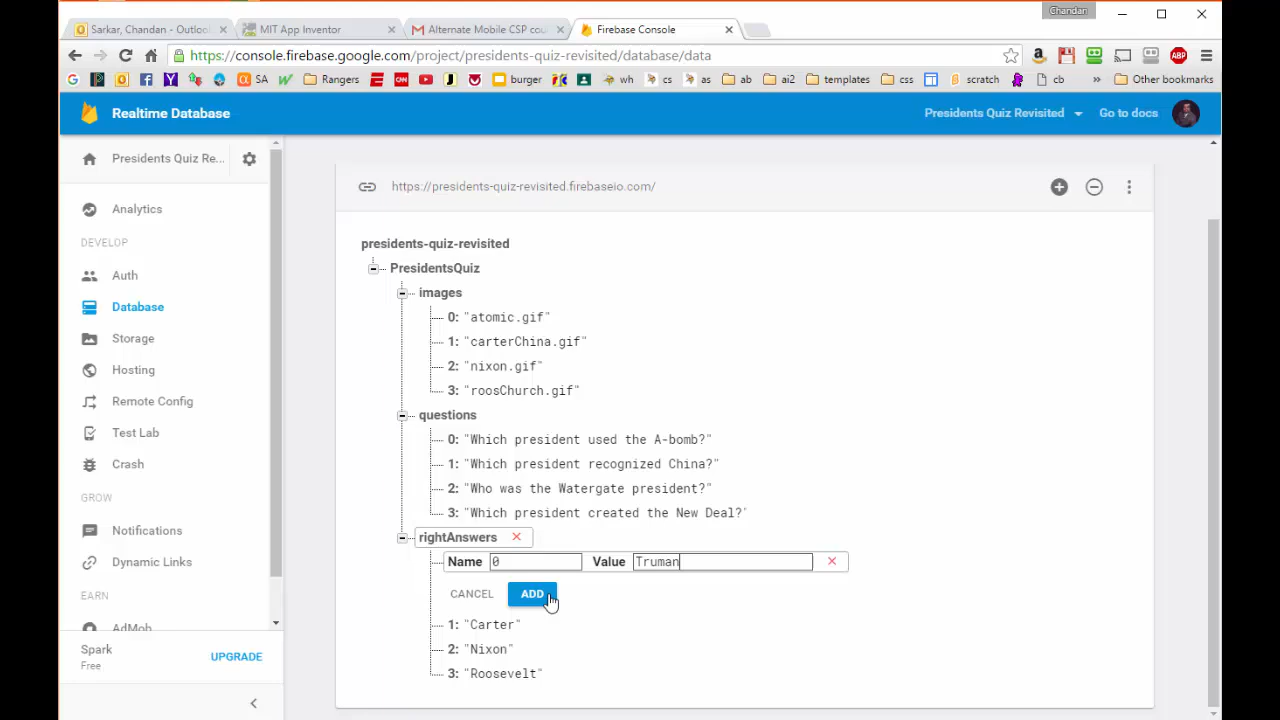 Chandan
Sarkar, Chandan - Outlool
MIT App Inventor
Alternate Mobile CSP cou
Firebase Console
https://console.firebase.google.com/project/presidents-quiz-revisited/database/data
SA
Rangers
burger
wh
cs
as
ab
ai2
templates
css
scratch
cb
»
Other bookmarks
Realtime Database
Presidents Quiz Revisited
Go to docs
Presidents Quiz Re...
https://presidents-quiz-revisited.firebaseio.com/
Analytics
DEVELOP
Auth
Database
Storage
Hosting
Remote Config
Test Lab
Crash
GROW
Notifications
Dynamic Links
EARN
AdMob
Spark
Free
UPGRADE
presidents-quiz-revisited
PresidentsQuiz
images
0: "atomic.gif"
1: "carterChina.gif"
2: "nixon.gif"
3: "roosChurch.gif"
questions
0: "Which president used the A-bomb?"
1: "Which president recognized China?"
2: "Who was the Watergate president?"
3: "Which president created the New Deal?'
rightAnswers
Name 0 Value Truman
CANCEL ADD
1: "Carter"
2: "Nixon"
3: "Roosevelt"